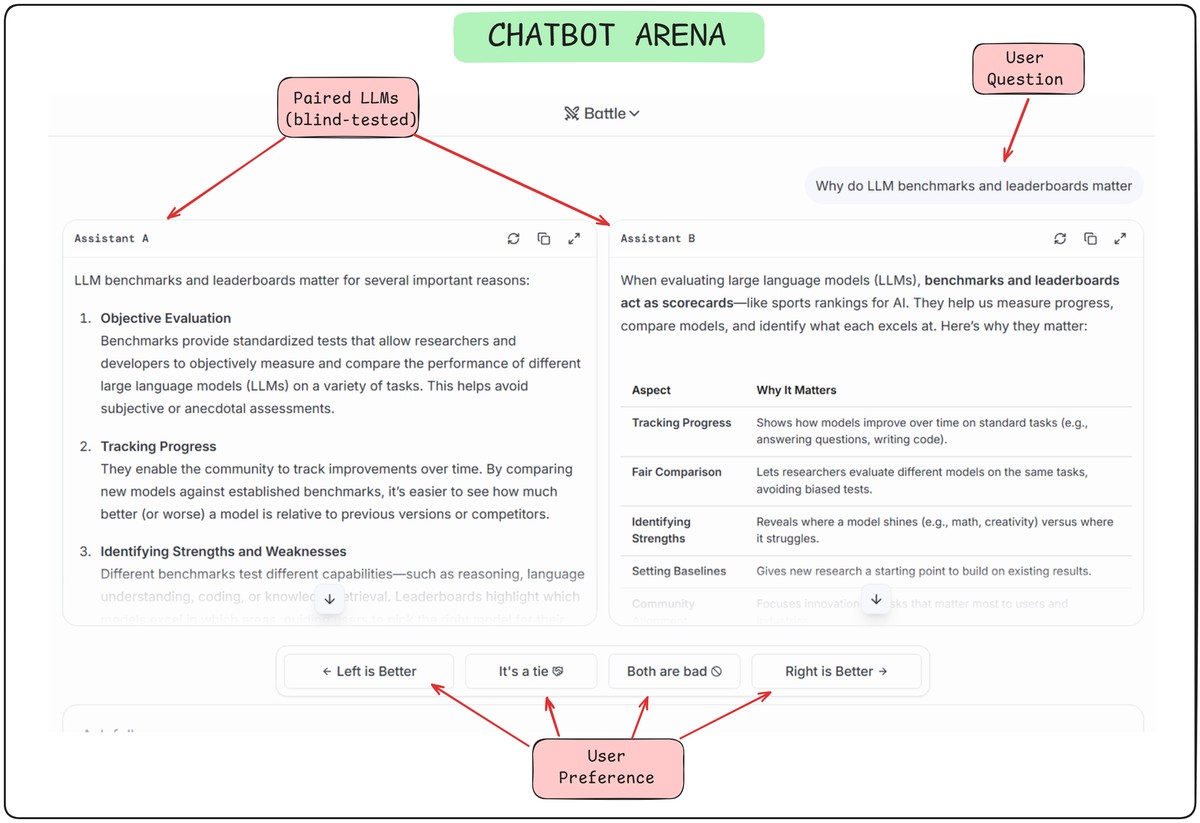 CHATBOT ARENA
User
Question
Paired LLMs
(blind-tested)
Battle
Why do LLM benchmarks and leaderboards matter
Assistant A
LLM benchmarks and leaderboards matter for several important reasons:
1. Objective Evaluation
Benchmarks provide standardized tests that allow researchers and
developers to objectively measure and compare the performance of different
large language models (LLMs) on a variety of tasks. This helps avoid
subjective or anecdotal assessments.
2. Tracking Progress
They enable the community to track improvements over time. By comparing
new models against established benchmarks, it's easier to see how much
better (or worse) a model is relative to previous versions or competitors.
3. Identifying Strengths and Weaknesses
Different benchmarks test different capabilities—such as reasoning, language
understanding, coding, or retrieval. Leaderboards highlight which
Assistant B
When evaluating large language models (LLMs), benchmarks and leaderboards
act as scorecards—like sports rankings for AI. They help us measure progress,
compare models, and identify what each excels at. Here's why they matter:
Aspect Why It Matters
Tracking Progress Shows how models improve over time on standard tasks (e.g.,
answering questions, writing code).
Fair Comparison Lets researchers evaluate different models on the same tasks,
avoiding biased tests.
Identifying Reveals where a model shines (e.g., math, creativity) versus where
Strengths it struggles.
Setting Baselines Gives new research a starting point to build on existing results.
Community Focuses innovation that matter most to users and
← Left is Better
It's a tie
Both are bad
Right is Better →
User
Preference